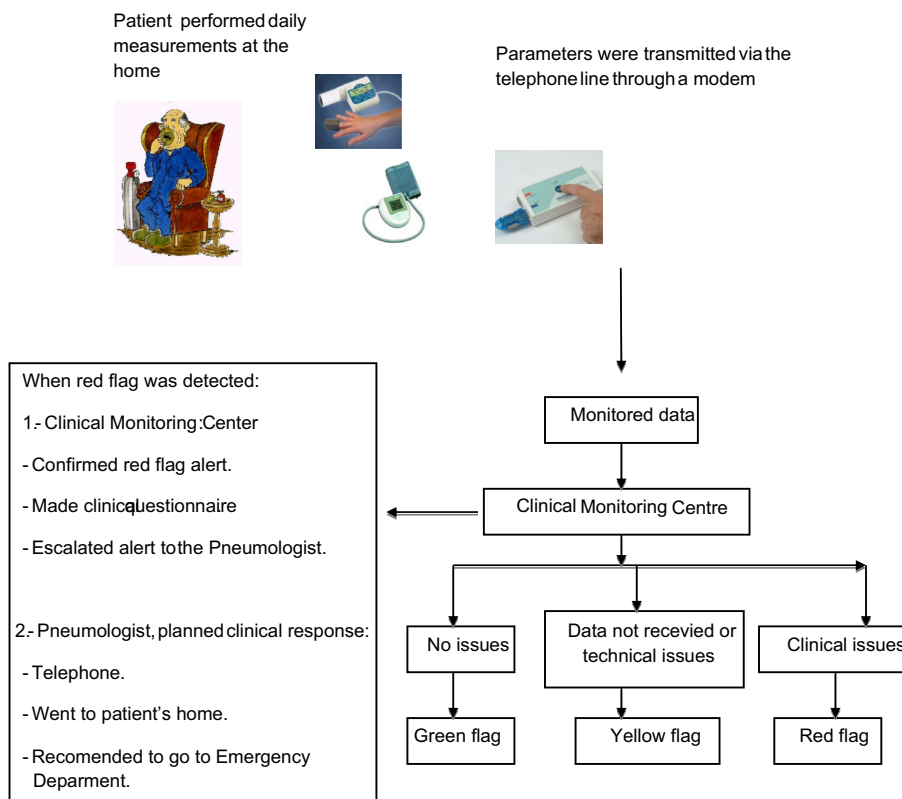 Patient performed daily
measurements at the
home
Parameters were transmitted via the
telephone line through a modem
When red flag was detected:
1.- Clinical Monitoring:Center
- Confirmed red flag alert.
- Made clinicalquestionnaire
- Escalated alert to the Pneumologist.
2.- Pneumologist, planned clinical response:
- Telephone.
- Went to patient's home.
- Recomended to go to Emergency
Deparment.
Monitored data
Clinical Monitoring Centre
No issues
Data not recevied or
technical issues
Clinical issues
Green flag
Yellow flag
Red flag